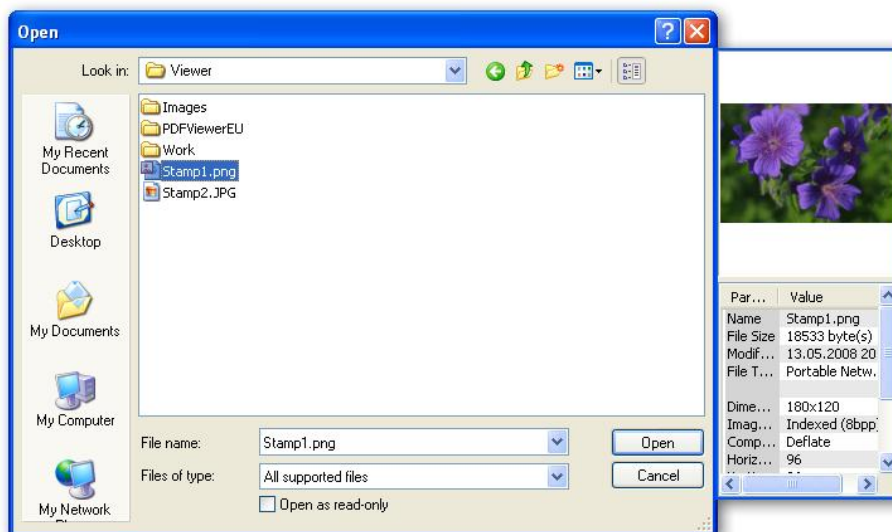 Open
Look in: Viewer
My Recent
Documents
Desktop
My Documents
My Computer
My Network
Images
PDFViewerEU
Work
Stamp1.png
Stamp2.JPG
File name: Stamp1.png Open
Files of type: All supported files Cancel
Open as read-only
Par... Value
Name Stamp1.png
File Size 18533 byte(s)
Modif... 13.05.2008 20
File T... Portable Netw.
Dime... 180x120
Imag... Indexed (8bpp)
Comp... Deflate
Horiz... 96